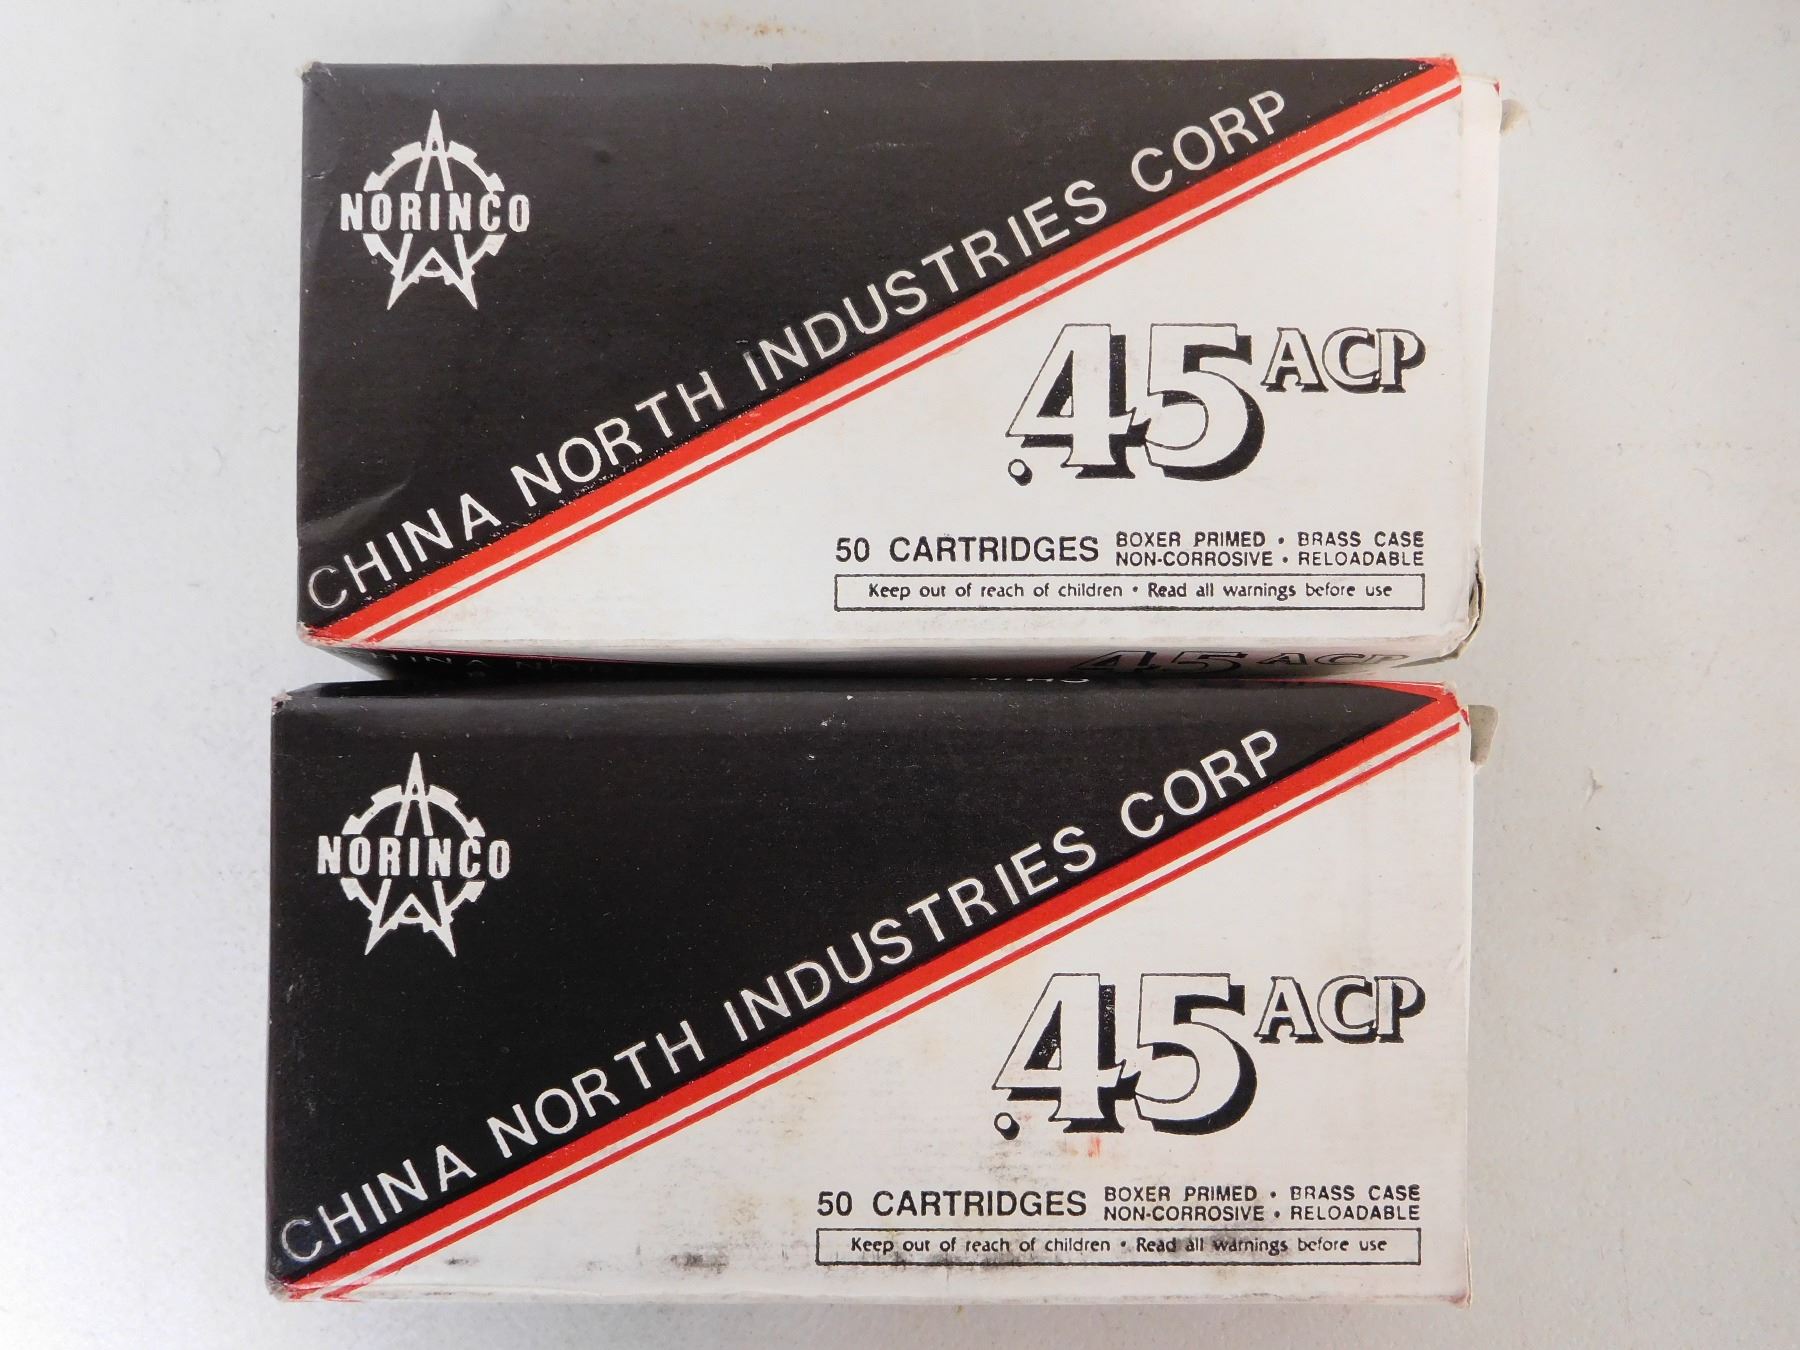 NORINCO
CHINA NORTH INDUSTRIES CORP
.45 ACP
50 CARTRIDGES BOXER PRIMED • BRASS CASE
NON-CORROSIVE • RELOADABLE
Keep out of reach of children • Read all warnings before use
.45 ACP
NORINCO
CHINA NORTH INDUSTRIES CORP
.45 ACP
50 CARTRIDGES BOXER PRIMED • BRASS CASE
NON-CORROSIVE • RELOADABLE
Keep out of reach of children • Read all warnings before use